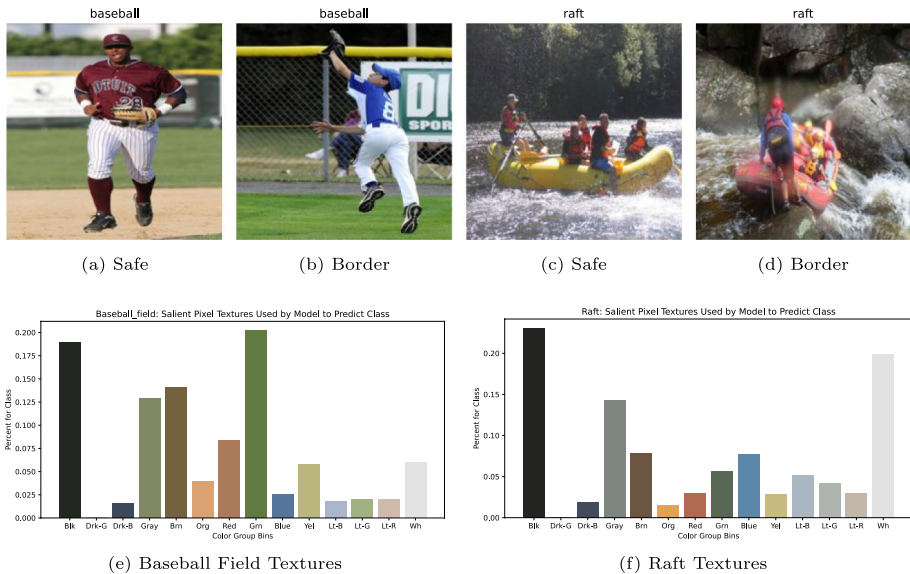 baseball
baseball
raft
raft
28
8
DI
SPOR
(a) Safe
(b) Border
(c) Safe
(d) Border
Baseball_field: Salient Pixel Textures Used by Model to Predict Class
Percent for Class
0.200
0.175
0.150
0.125
0.100
0.075
0.050
0.025
0.000
Blk Drk-G Drk-B Gray Brn Org Red Grn Blue Yel Lt-B Lt-G Lt-R Wh
Color Group Bins
(e) Baseball Field Textures
Raft: Salient Pixel Textures Used by Model to Predict Class
Percent for Class
0.20
0.15
0.10
0.05
0.00
Blk Drk-G Drk-B Gray Brn Org Red Grn Blue Yel Lt-B Lt-G Lt-R Wh
Color Group Bins
(f) Raft Textures